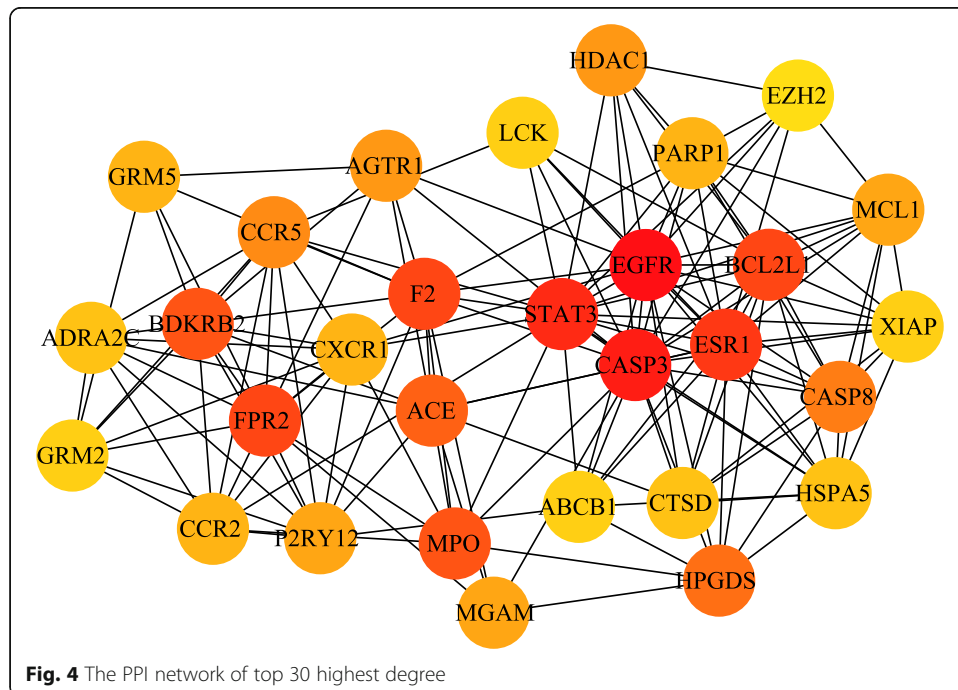 HDAC1
EZH2
LCK
PARP1
AGTR1
GRM5
MCL1
CCR5
EGFR
BCL2L1
F2
STAT3
BDKRB2
XIAP
ADRA2C
CXCR1
ESR1
CASP3
CASP8
ACE
FPR2
GRM2
HSPA5
ABCB1
CTSD
CCR2
P2RY12
MPO
HPGDS
MGAM
Fig. 4 The PPI network of top 30 highest degree